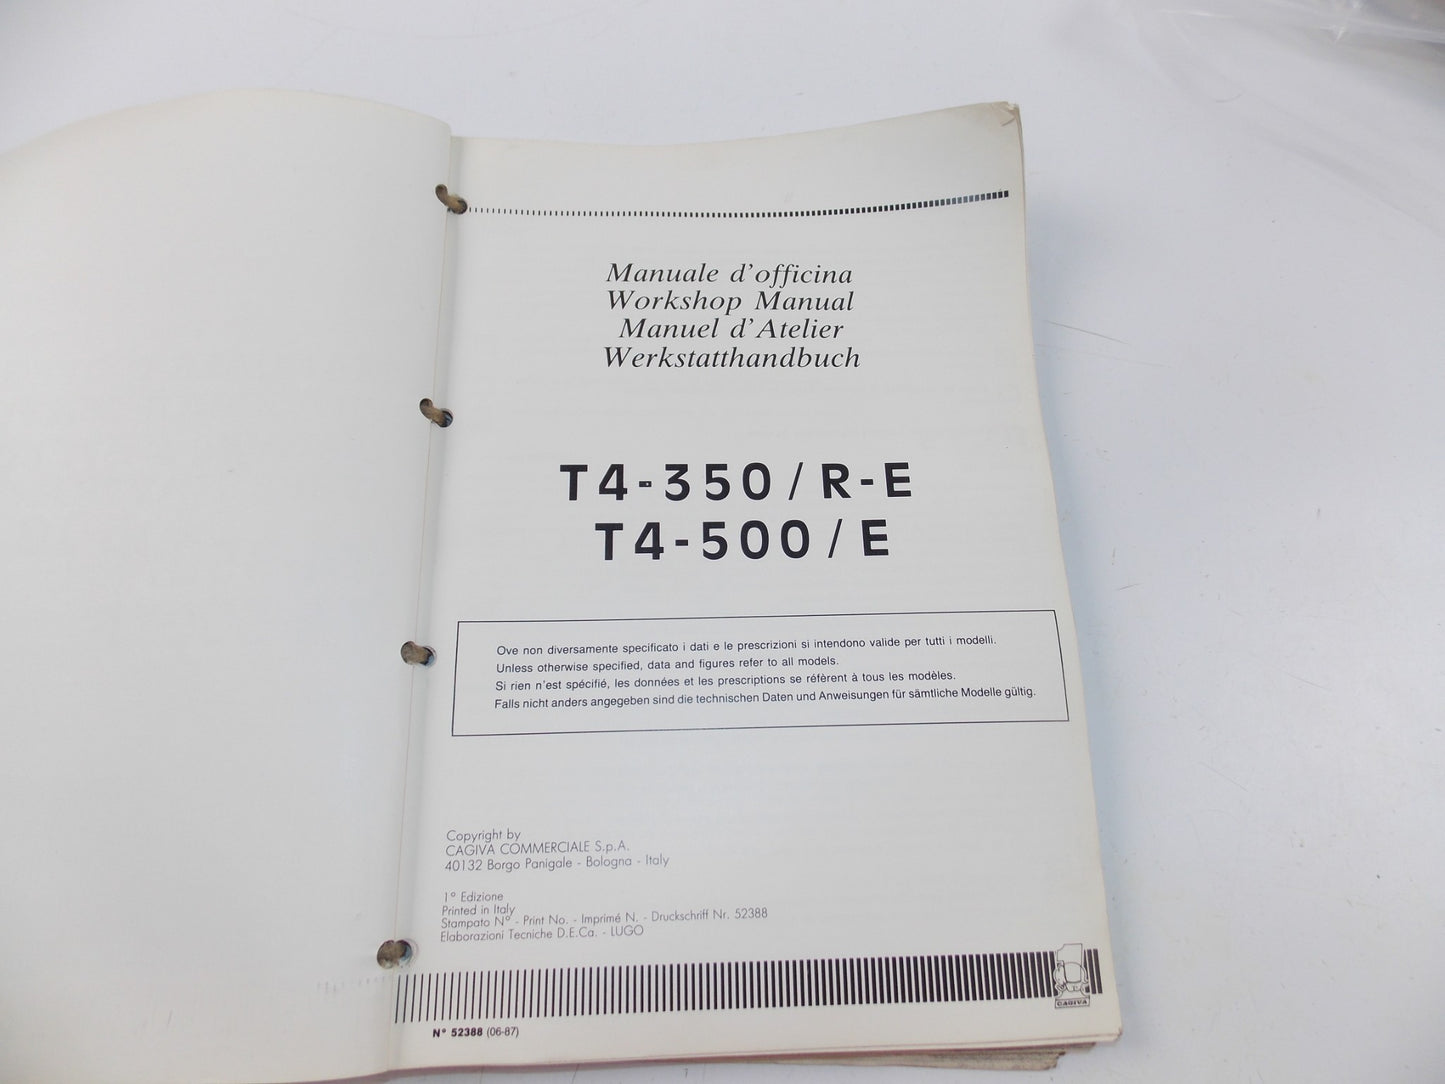 Manuale d'officina
Workshop Manual
Manuel d'Atelier
Werkstatthandbuch
T4-350/R-E
T4-500/E
Ove non diversamente specificato i dati e le prescrizioni si intendono valide per tutti i modelli.
Unless otherwise specified, data and figures refer to all models.
Si rien n'est spécifié, les données et les prescriptions se réfèrent à tous les modèles.
Falls nicht anders angegeben sind die technischen Daten und Anweisungen für sämtliche Modelle gültig.
Copyright by
CAGIVA COMMERCIALE S.p.A.
40132 Borgo Panigale - Bologna - Italy
1° Edizione
Printed in Italy
Stampato N° - Print No. - Imprimé N. - Druckschriff Nr. 52388
Elaborazioni Tecniche D.E.Ca. - LUGO
CAGIVA
N° 52388 (06-87)